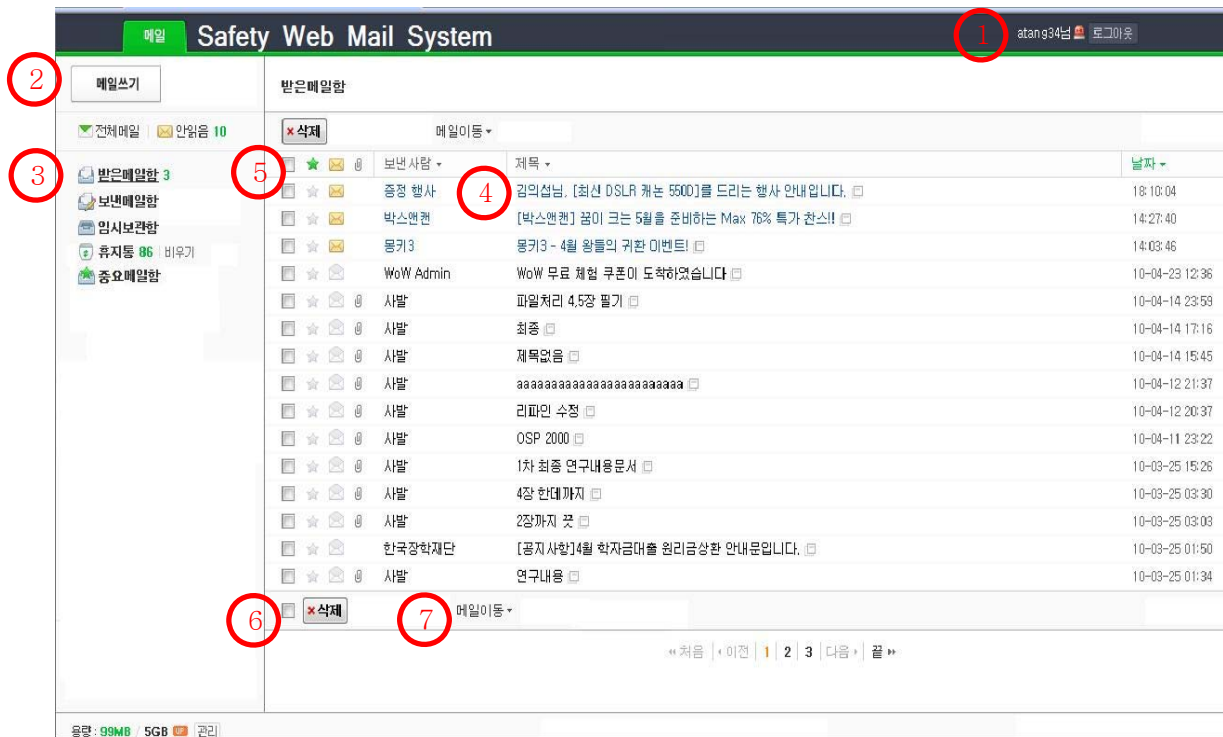 메일 Safety Web Mail System 1 atang34님 로그아웃
2 메일쓰기 받은메일함
전체메일 안읽음 10 ×삭제 메일이동
3 받은메일함 3
보낸메일함
임시보관함
휴지통 86 비우기
중요메일함
5 보낸사람 제목 날짜
증정 행사 4 김의섭님, [최신 DSLR 캐논 550D]를 드리는 행사 안내입니다. 18:10:04
박스앤캔 [박스앤캔] 꿈이 크는 5월을 준비하는 Max 76% 특가 찬스!! 14:27:40
몽키3 몽키3 - 4월 왕들의 귀환 이벤트! 14:03:46
WoW Admin WoW 무료 체험 쿠폰이 도착하였습니다 10-04-23 12:36
사발 파일처리 4,5장 필기 10-04-14 23:59
사발 최종 10-04-14 17:16
사발 제목없음 10-04-14 15:45
사발 aaaaaaaaaaaaaaaaaaaaaaaa 10-04-12 21:37
사발 리파인 수정 10-04-12 20:37
사발 OSP 2000 10-04-11 23:22
사발 1차 최종 연구내용문서 10-03-25 15:26
사발 4장 한데까지 10-03-25 03:30
사발 2장까지 끗 10-03-25 03:03
한국장학재단 [공지사항]4월 학자금대출 원리금상환 안내문입니다. 10-03-25 01:50
사발 연구내용 10-03-25 01:34
6 ×삭제 7 메일이동
처음 이전 1 2 3 다음 끝
용량 : 99MB / 5GB UP 관리